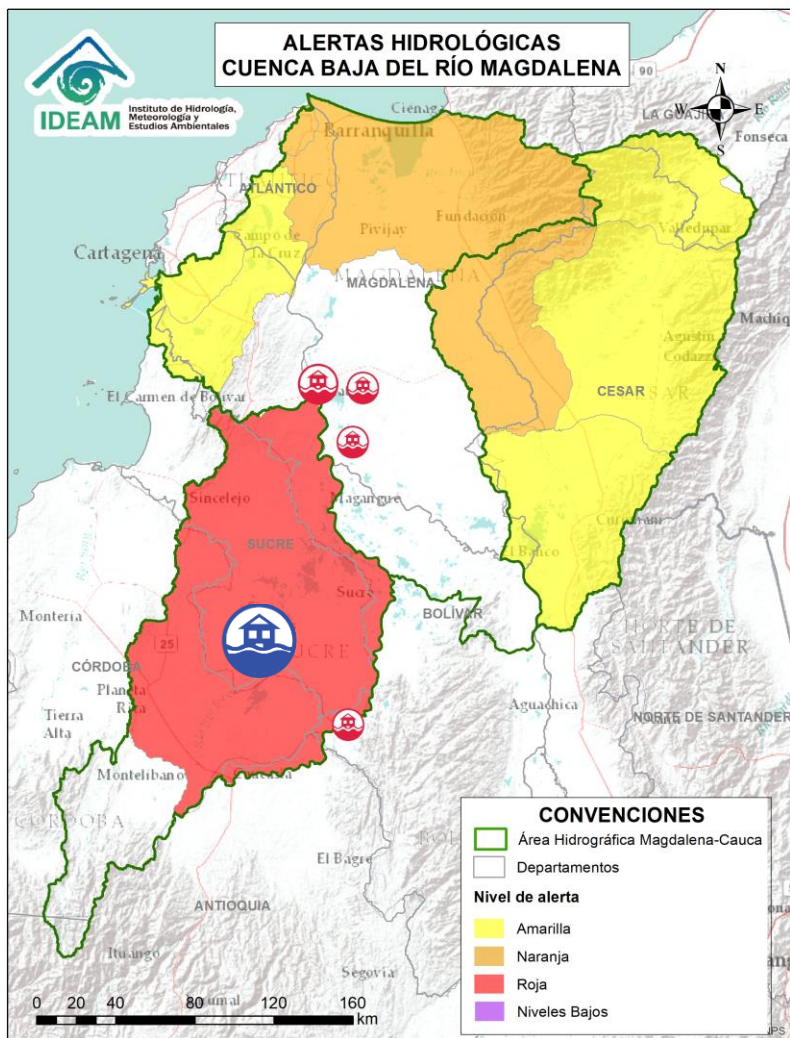 ALERTAS HIDROLÓGICAS
CUENCA BAJA DEL RÍO MAGDALENA
IDEAM
Instituto de Hidrología,
Meteorología y
Estudios Ambientales
N
W
E
S
90
Ciénaga
Barranquilla
LA GUAJIRA
Fonseca
ATLÁNTICO
Cartagena
Campo de
la Cruz
Pivijay
Fundación
Valledupar
MAGDALENA
MAGDALENA
Agustín
Codazzi
CESAR
El Carmen de Bolívar
Sincelejo
Magangué
SUCRE
Sucre
El Banco
BOLÍVAR
Montería
25
CÓRDOBA
SUCRE
Planeta
Rica
Tierra
Alta
NORTE DE
SANTANDER
Aguachica
NORTE DE SANTANDER
Montelibano
CÓRDOBA
El Bagre
ANTIOQUIA
Ituango
Segovia
CONVENCIONES
Área Hidrográfica Magdalena-Cauca
Departamentos
Nivel de alerta
Amarilla
Naranja
Roja
Niveles Bajos
0 20 40 80 120 160
km